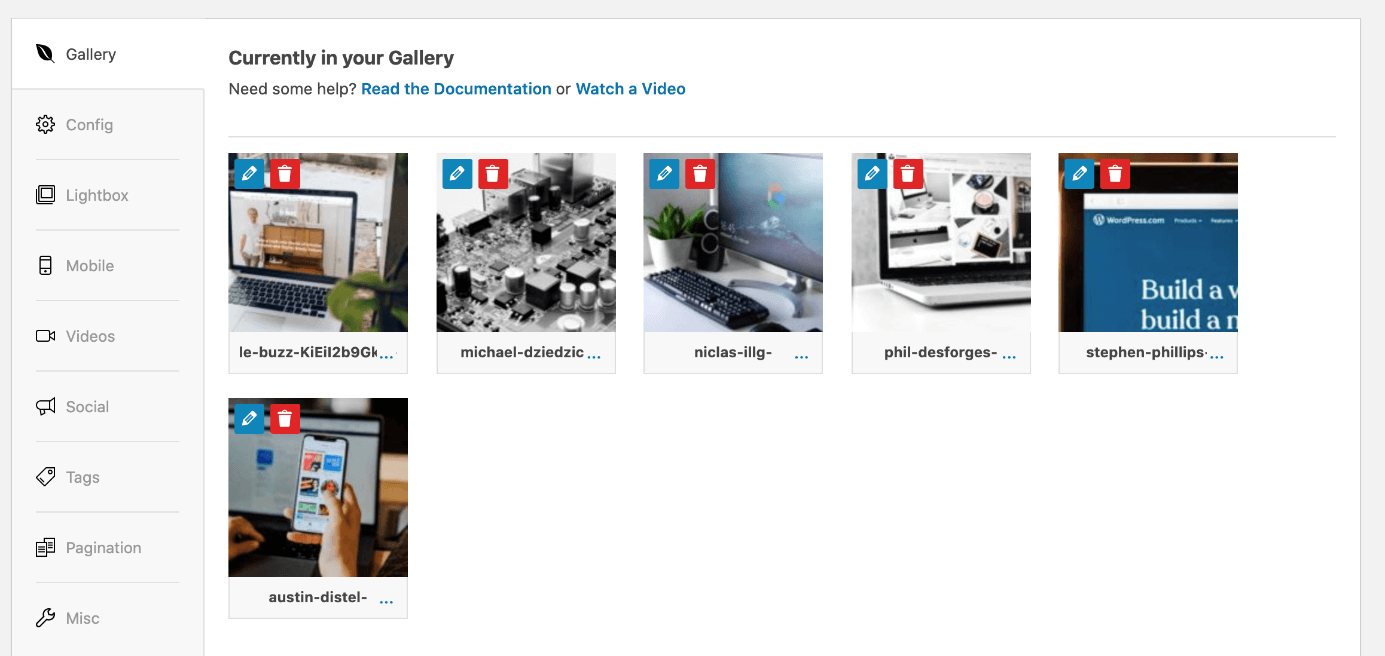 Gallery
Config
Lightbox
Mobile
Videos
Social
Tags
Pagination
Misc
Currently in your Gallery
Need some help? Read the Documentation or Watch a Video
le-buzz-KiEiI2b9Gk...
michael-dziedzic ...
niclas-illg- ...
phil-desforges- ...
stephen-phillips- ...
WordPress.com Products Features
Build a w
build a m
austin-distel- ...